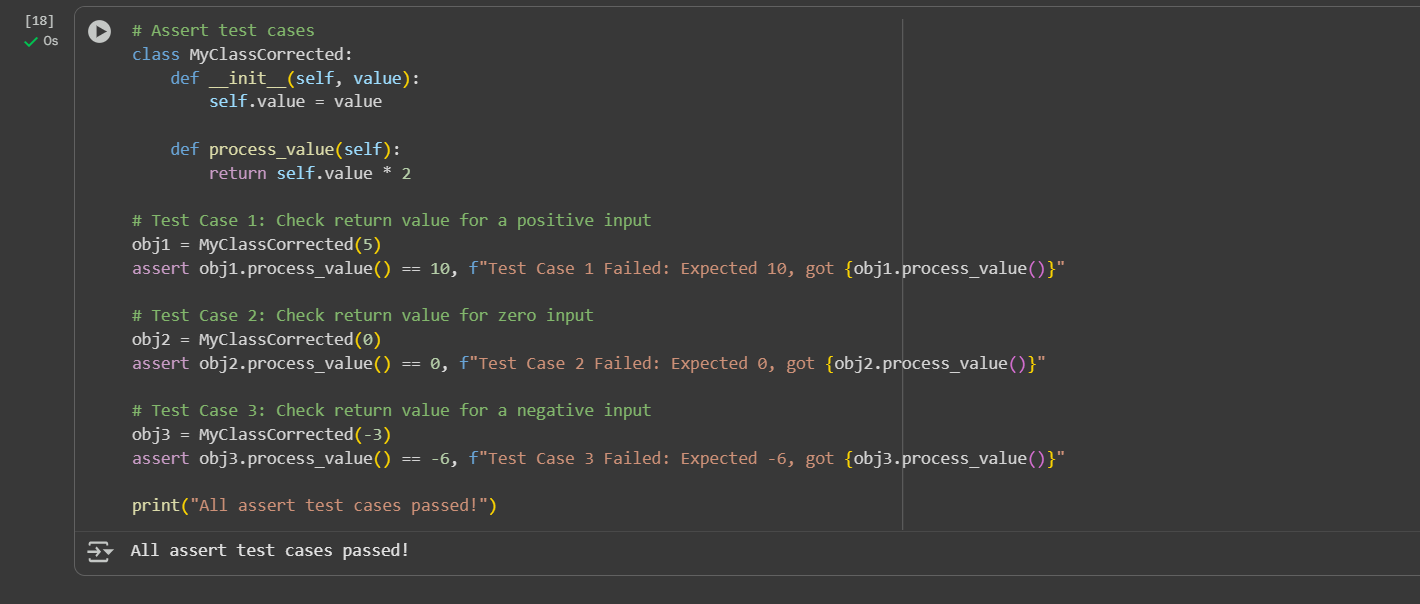 [18]
0s
# Assert test cases
class MyClassCorrected:
    def __init__(self, value):
        self.value = value
    def process_value(self):
        return self.value * 2
# Test Case 1: Check return value for a positive input
obj1 = MyClassCorrected(5)
assert obj1.process_value() == 10, f"Test Case 1 Failed: Expected 10, got {obj1.process_value()}"
# Test Case 2: Check return value for zero input
obj2 = MyClassCorrected(0)
assert obj2.process_value() == 0, f"Test Case 2 Failed: Expected 0, got {obj2.process_value()}"
# Test Case 3: Check return value for a negative input
obj3 = MyClassCorrected(-3)
assert obj3.process_value() == -6, f"Test Case 3 Failed: Expected -6, got {obj3.process_value()}"
print("All assert test cases passed!")
All assert test cases passed!